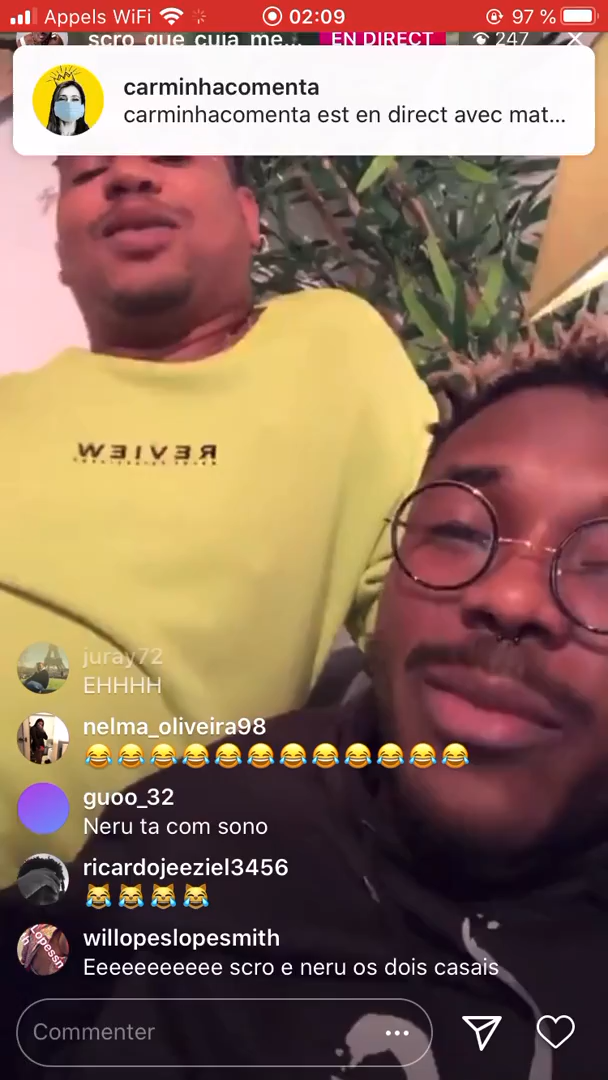 Appels WiFi 02:09 97 %
scro_que_cuia_me... EN DIRECT 247
carminhacomenta
carminhacomenta est en direct avec mat...
REVIEW
juray72
EHHHH
nelma_oliveira98
😂😂😂😂😂😂😂😂😂😂😂😂
guoo_32
Neru ta com sono
ricardojeeziel3456
😹😹😹😹
willopeslopesmith
Eeeeeeeeeee scro e neru os dois casais
Commenter